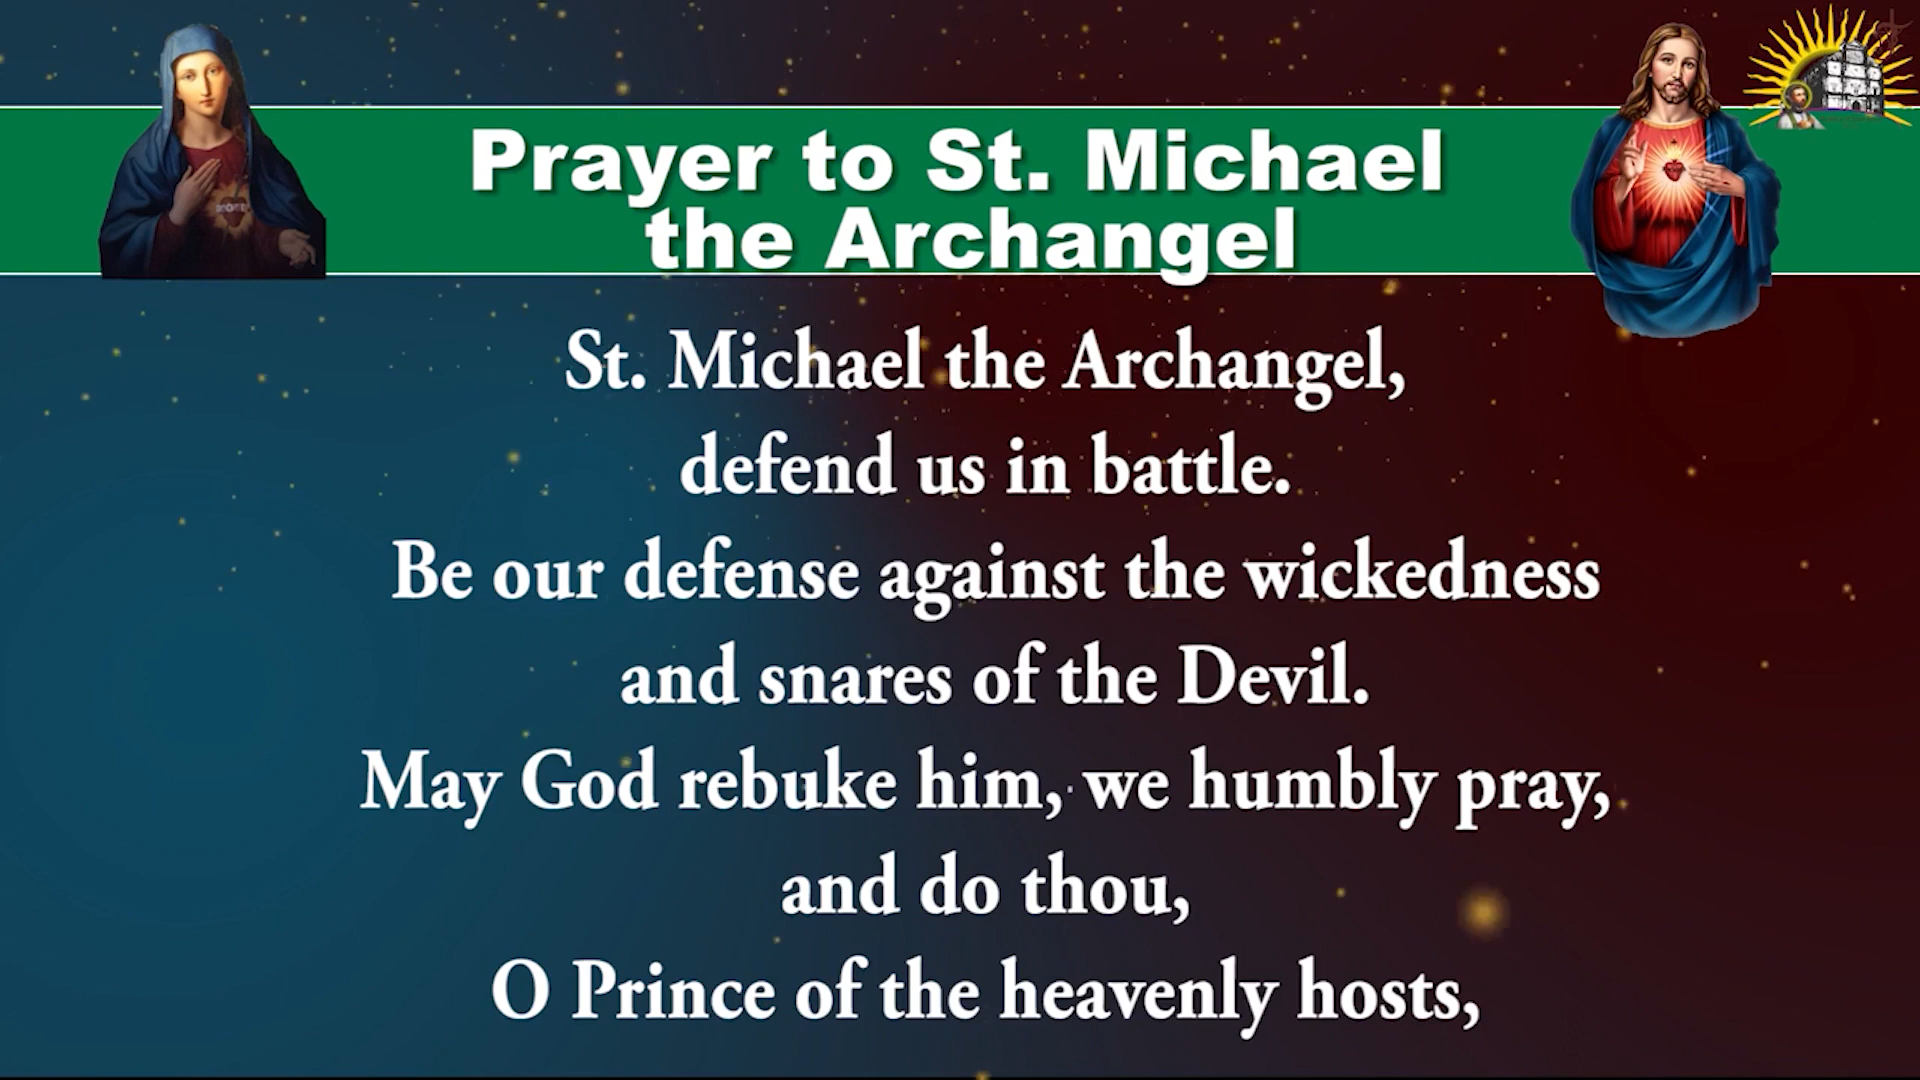 Prayer to St. Michael
the Archangel
St. Michael the Archangel,
defend us in battle.
Be our defense against the wickedness
and snares of the Devil.
May God rebuke him, we humbly pray,
and do thou,
O Prince of the heavenly hosts,